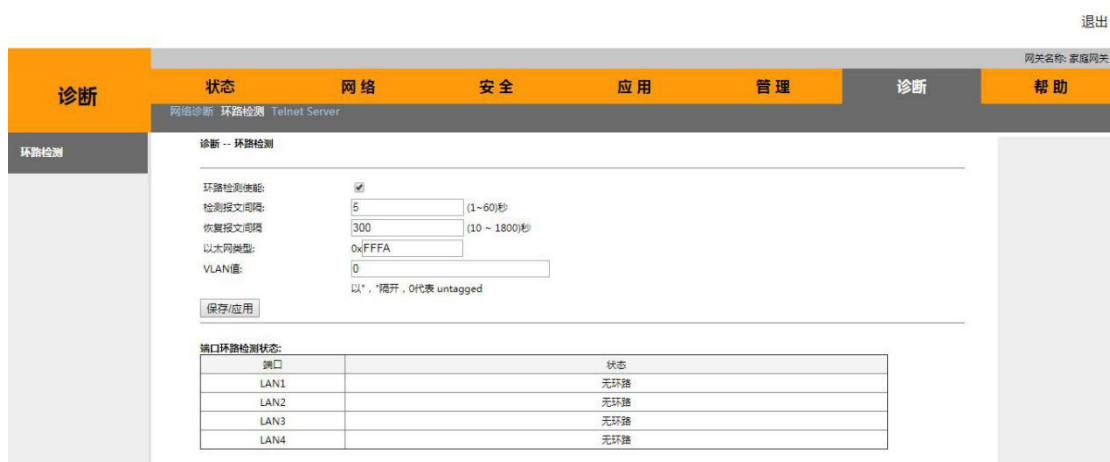 退出
网关名称: 家庭网关
诊断
状态 网络 安全 应用 管理 诊断 帮助
网络诊断 环路检测 Telnet Server
环路检测
诊断 -- 环路检测
环路检测使能:
检测报文间隔: 5 (1~60)秒
恢复报文间隔 300 (10 ~ 1800)秒
以太网类型: 0xFFFA
VLAN值: 0
以"，"隔开，0代表 untagged
保存/应用
端口环路检测状态:
端口 状态
LAN1 无环路
LAN2 无环路
LAN3 无环路
LAN4 无环路